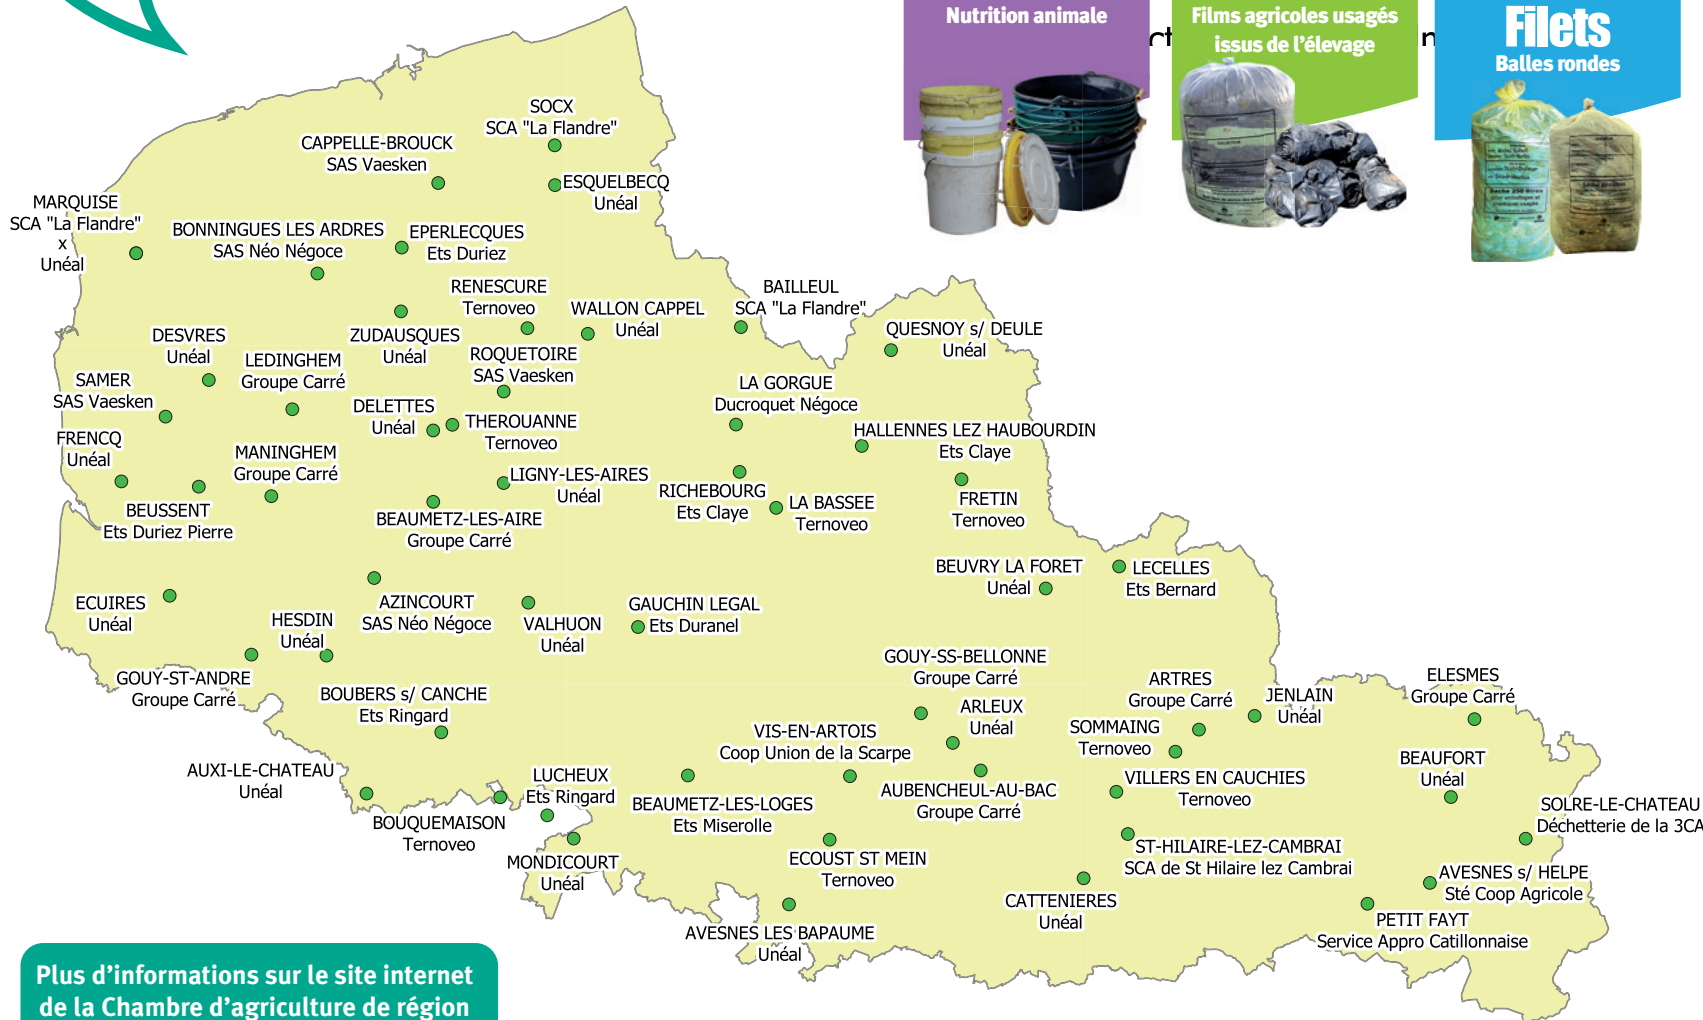 Nutrition animale
Films agricoles usagés
issus de l'élevage
Filets
Balles rondes
ct
n
SOCX
SCA "La Flandre"
CAPPELLE-BROUCK
SAS Vaesken
ESQUELBECQ
Unéal
MARQUISE
SCA "La Flandre"
x
Unéal
BONNINGUES LES ARDRES
SAS Néo Négoce
EPERLECQUES
Ets Duriez
RENESCURE
Ternoveo
WALLON CAPPEL
Unéal
BAILLEUL
SCA "La Flandre"
QUESNOY s/ DEULE
Unéal
DESVRES
Unéal
ZUDAUSQUES
Unéal
LEDINGHEM
Groupe Carré
ROQUETOIRE
SAS Vaesken
SAMER
SAS Vaesken
LA GORGUE
Ducroquet Négoce
DELETTES
Unéal
THEROUANNE
Ternoveo
HALLENNES LEZ HAUBOURDIN
Ets Claye
FRENCQ
Unéal
MANINGHEM
Groupe Carré
LIGNY-LES-AIRES
Unéal
RICHEBOURG
Ets Claye
LA BASSEE
Ternoveo
FRETIN
Ternoveo
BEUSSENT
Ets Duriez Pierre
BEAUMETZ-LES-AIRE
Groupe Carré
BEUVRY LA FORET
Unéal
LECELLES
Ets Bernard
ECUIRES
Unéal
AZINCOURT
SAS Néo Négoce
HESDIN
Unéal
VALHUON
Unéal
GAUCHIN LEGAL
Ets Duranel
GOUY-SS-BELLONNE
Groupe Carré
GOUY-ST-ANDRE
Groupe Carré
BOUBERS s/ CANCHE
Ets Ringard
ARTRES
Groupe Carré
JENLAIN
Unéal
ELESMES
Groupe Carré
ARLEUX
Unéal
SOMMAING
Ternoveo
VIS-EN-ARTOIS
Coop Union de la Scarpe
BEAUFORT
Unéal
AUXI-LE-CHATEAU
Unéal
LUCHEUX
Ets Ringard
BEAUMETZ-LES-LOGES
Ets Miserolle
AUBENCHEUL-AU-BAC
Groupe Carré
VILLERS EN CAUCHIES
Ternoveo
SOLRE-LE-CHATEAU
Déchetterie de la 3CA
BOUQUEMAISON
Ternoveo
MONDICOURT
Unéal
ECOUST ST MEIN
Ternoveo
ST-HILAIRE-LEZ-CAMBRAI
SCA de St Hilaire lez Cambrai
AVESNES s/ HELPE
Sté Coop Agricole
CATTENIERES
Unéal
PETIT FAYT
Service Appro Catillonnaise
AVESNES LES BAPAUME
Unéal
Plus d'informations sur le site internet
de la Chambre d'agriculture de région